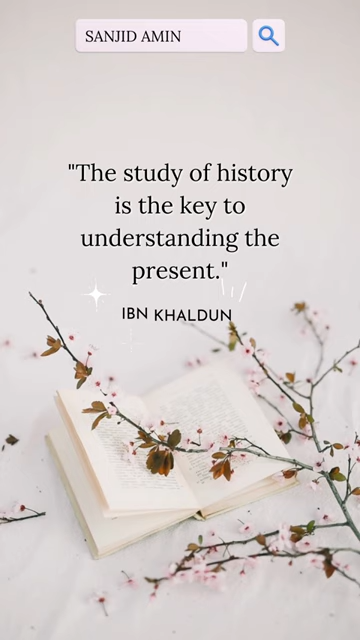 SANJID AMIN
"The study of history
is the key to
understanding the
present."
IBN KHALDUN